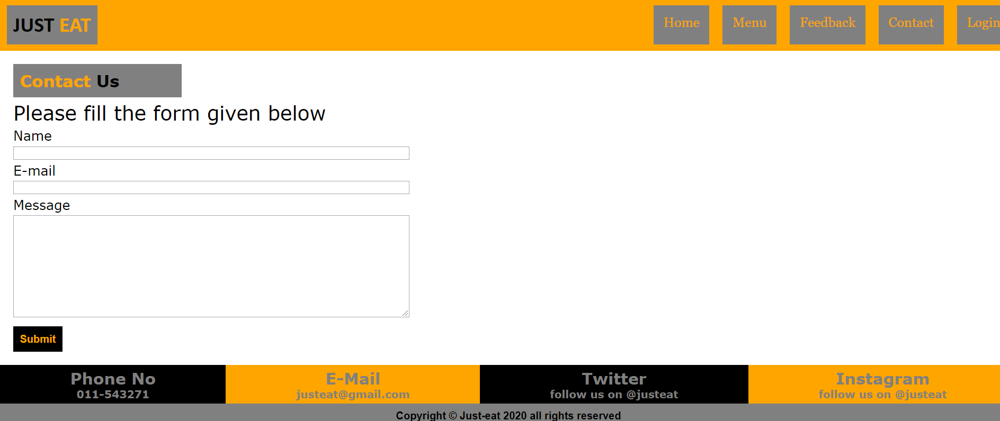 JUST EAT
Home Menu Feedback Contact Login
Contact Us
Please fill the form given below
Name
E-mail
Message
Submit
Phone No E-Mail Twitter Instagram
011-543271 justeat@gmail.com follow us on @justeat follow us on @justeat
Copyright © Just-eat 2020 all rights reserved